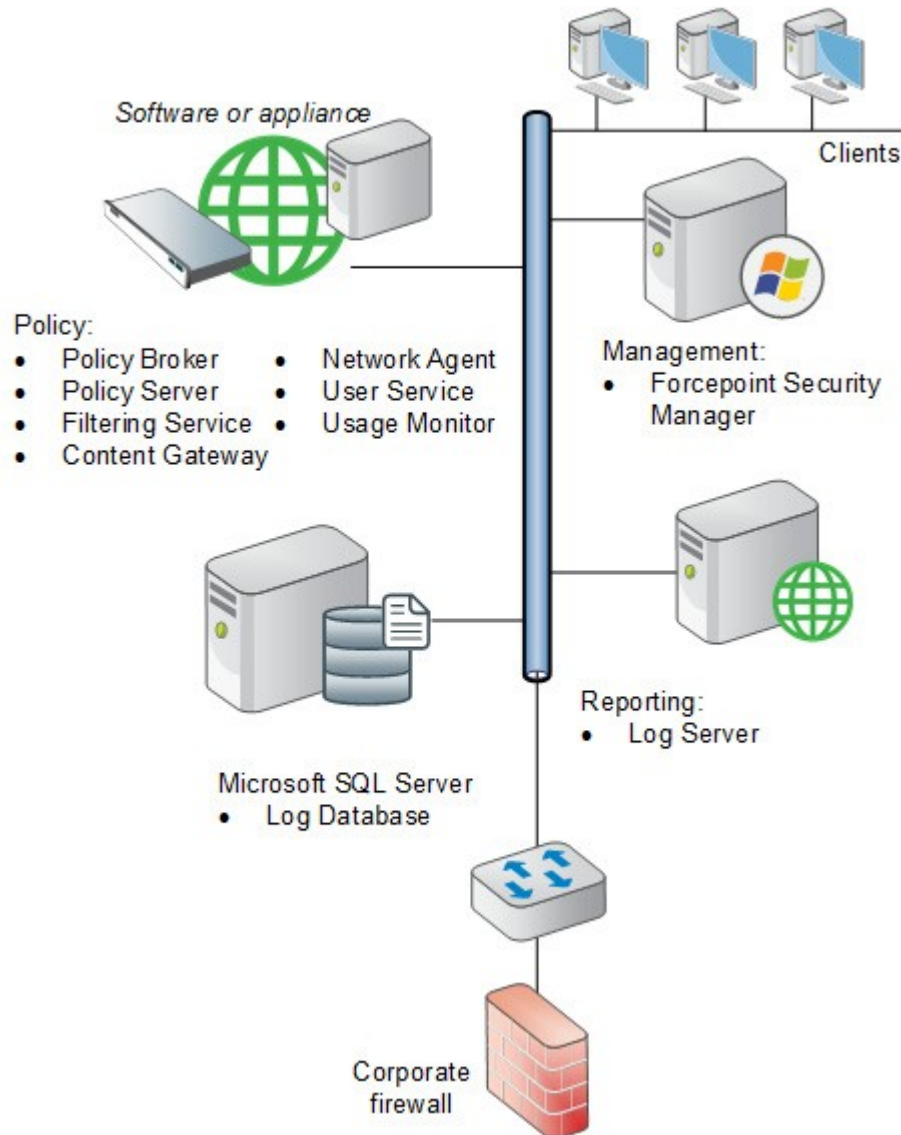 Software or appliance
Clients
Policy:
• Policy Broker
• Policy Server
• Filtering Service
• Content Gateway
• Network Agent
• User Service
• Usage Monitor
Management:
• Forcepoint Security
Manager
Microsoft SQL Server
• Log Database
Reporting:
• Log Server
Corporate
firewall